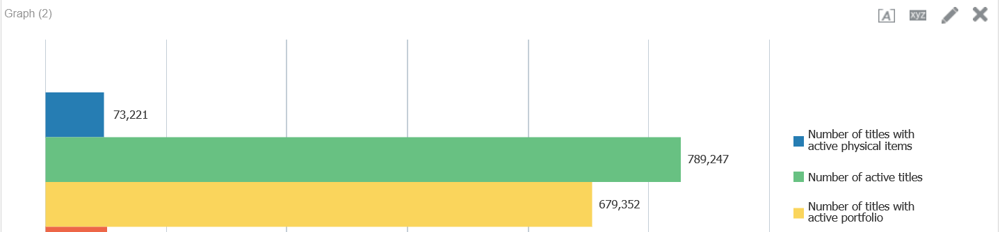 Graph (2)
[A]
xyz
73,221
789,247
679,352
Number of titles with
active physical items
Number of active titles
Number of titles with
active portfolio